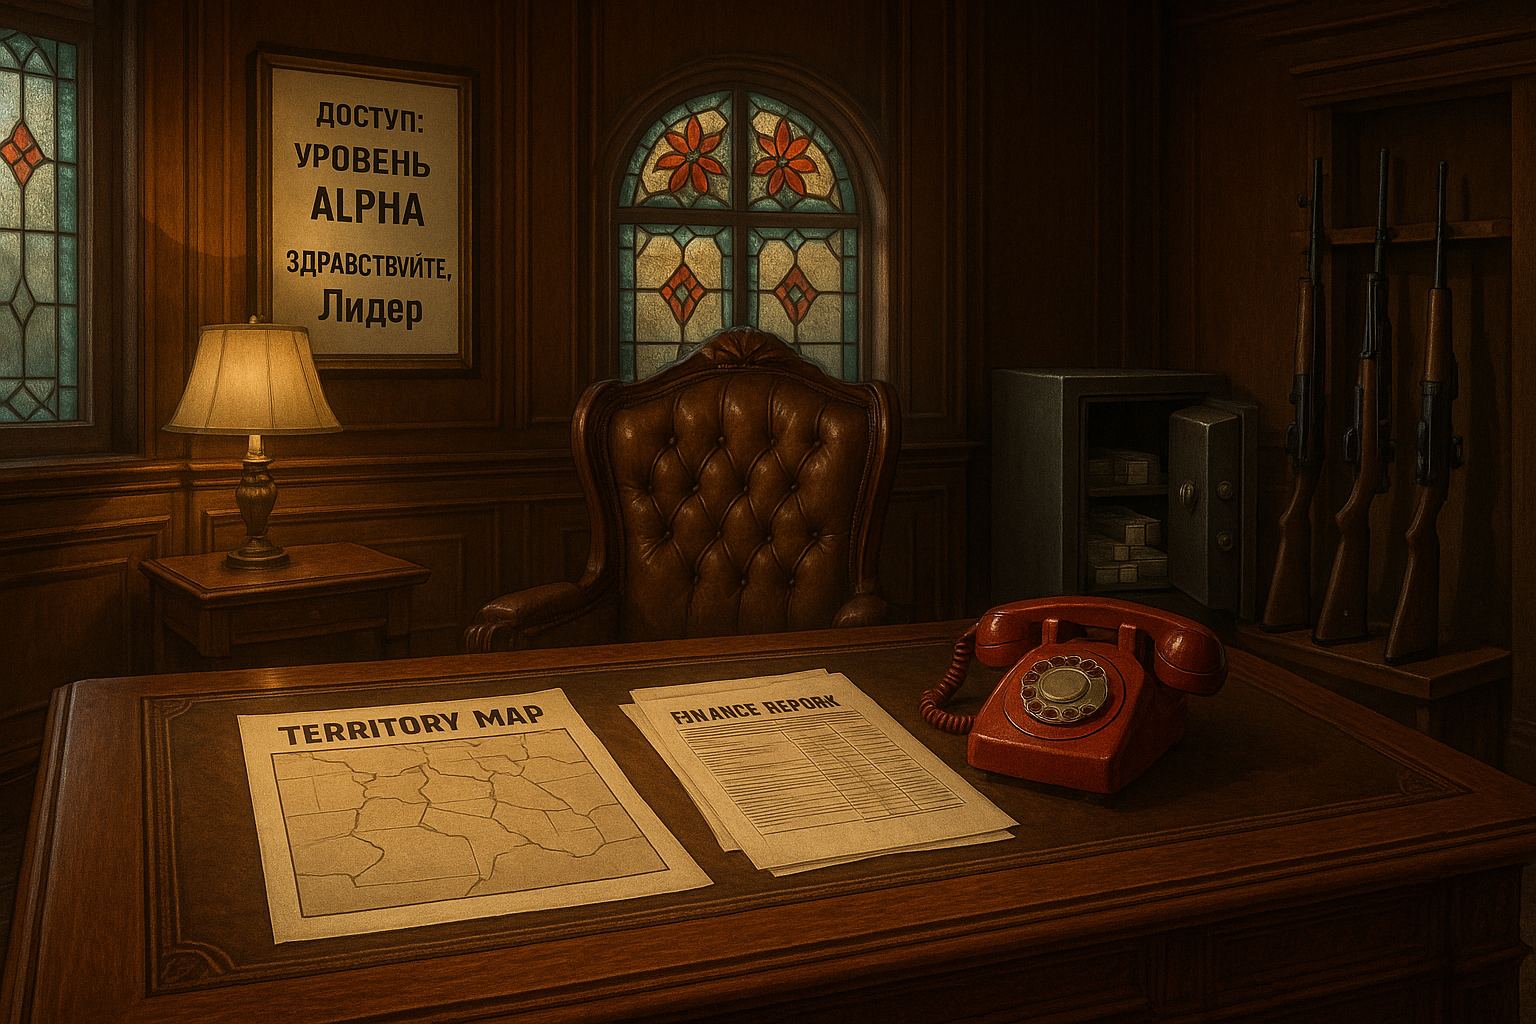 ДОСТУП:
УРОВЕНЬ
ALPHA
ЗДРАВСТВУЙТЕ,
Лидер
TERRITORY MAP
FINANCE REPORK